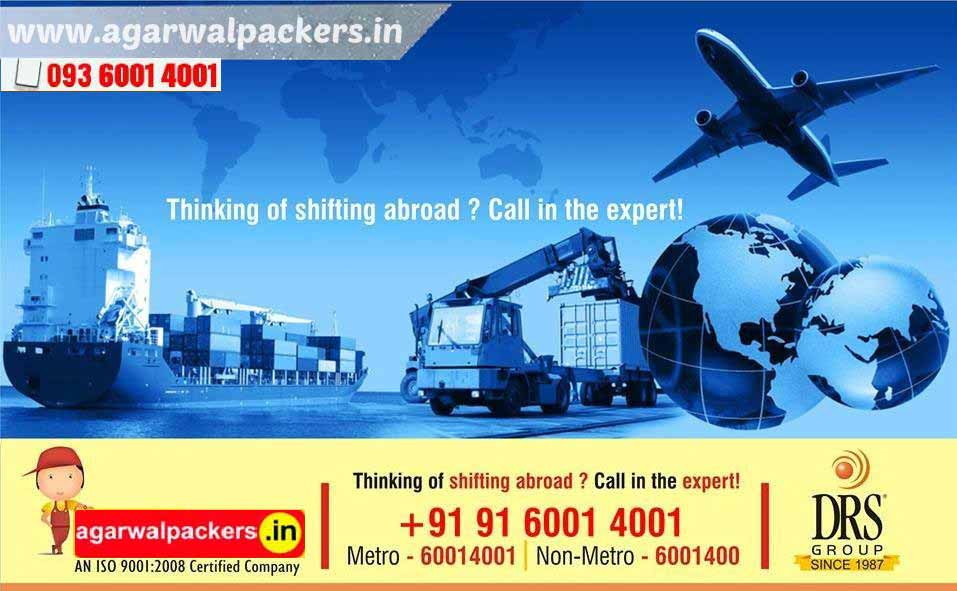 www.agarwalpackers.in
093 6001 4001
Thinking of shifting abroad ? Call in the expert!
Thinking of shifting abroad ? Call in the expert!
+91 91 6001 4001
Metro - 60014001 | Non-Metro - 6001400
agarwalpackers.in
AN ISO 9001:2008 Certified Company
DRS®
GROUP
SINCE 1987